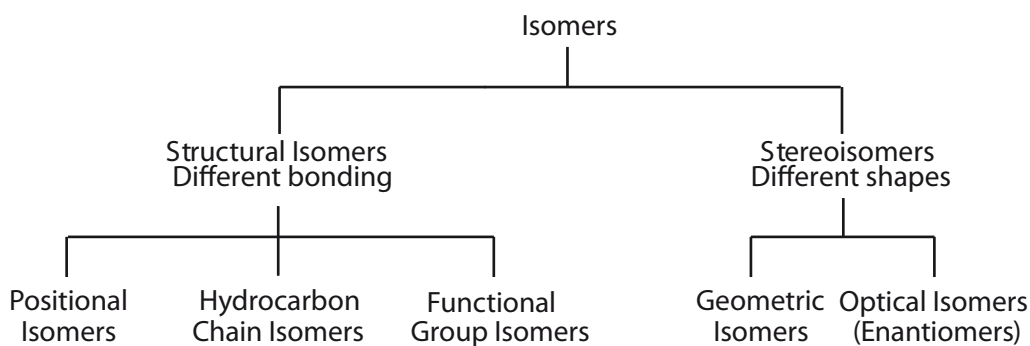 Isomers
Structural Isomers
Different bonding
Stereoisomers
Different shapes
Positional
Isomers
Hydrocarbon
Chain Isomers
Functional
Group Isomers
Geometric
Isomers
Optical Isomers
(Enantiomers)